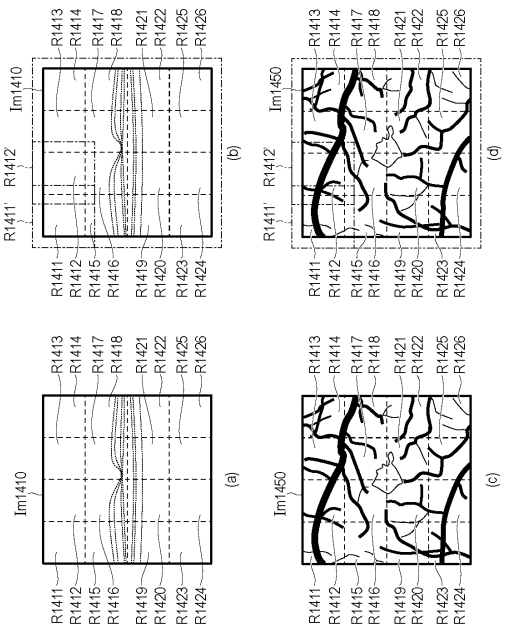 Im1410
R1411
R1412
R1415
R1416
R1419
R1420
R1423
R1424
R1413
R1414
R1417
R1418
R1421
R1422
R1425
R1426
(a)
Im1410
R1411'
R1412'
R1411
R1412
R1415
R1416
R1419
R1420
R1423
R1424
R1413
R1414
R1417
R1418
R1421
R1422
R1425
R1426
(b)
Im1450
R1411
R1412
R1415
R1416
R1419
R1420
R1423
R1424
R1413
R1414
R1417
R1418
R1421
R1422
R1425
R1426
(c)
Im1450
R1411'
R1412'
R1411
R1412
R1415
R1416
R1419
R1420
R1423
R1424
R1413
R1414
R1417
R1418
R1421
R1422
R1425
R1426
(d)